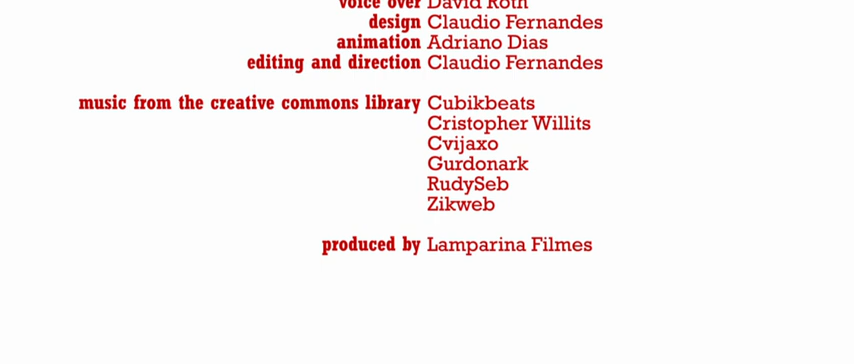 voice over David Roth
design Claudio Fernandes
animation Adriano Dias
editing and direction Claudio Fernandes
music from the creative commons library Cubikbeats
Cristopher Willits
Cvijaxo
Gurdonark
RudySeb
Zikweb
produced by Lamparina Filmes